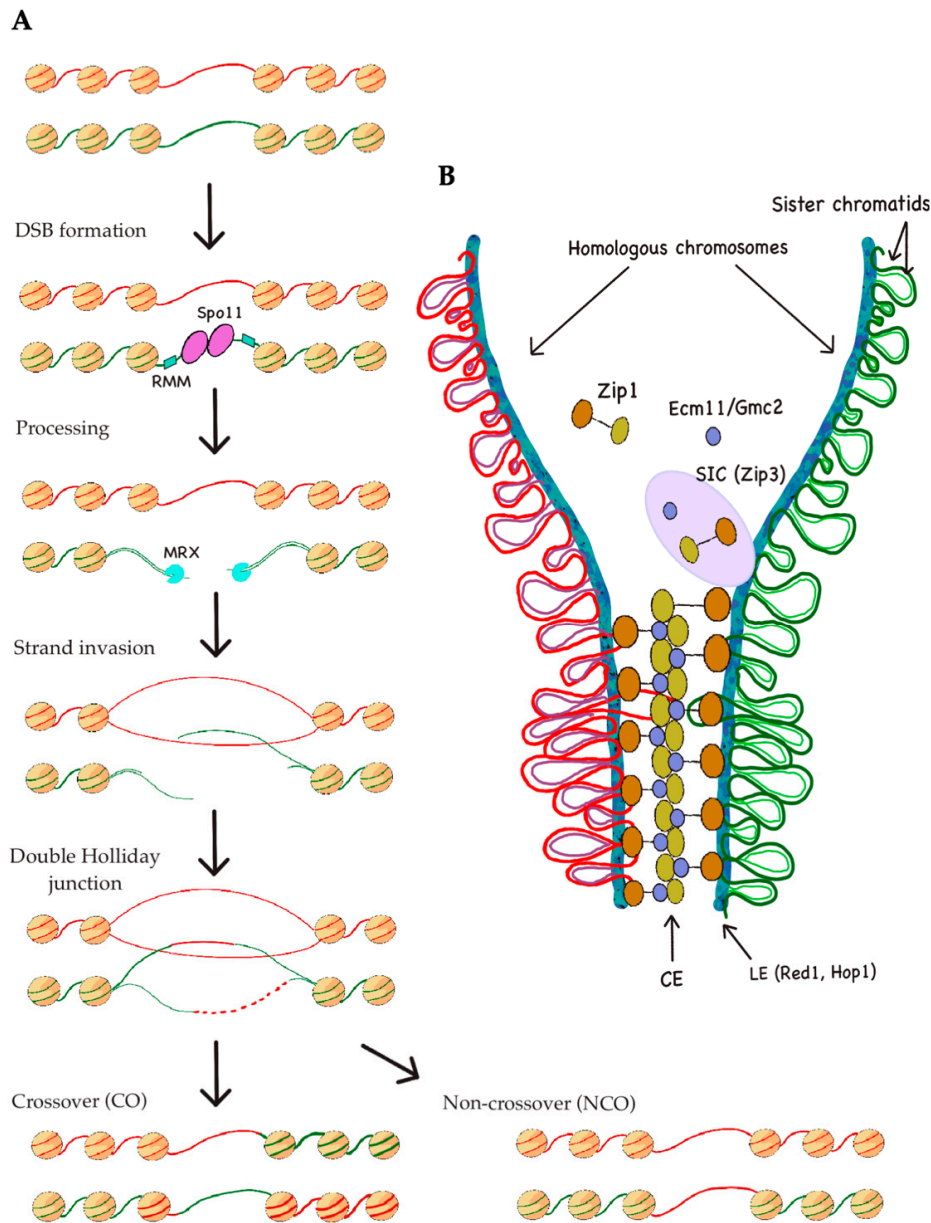 A
DSB formation
Spo11
RMM
Processing
MRX
Strand invasion
Double Holliday
junction
Crossover (CO)
Non-crossover (NCO)
B
Sister chromatids
Homologous chromosomes
Zip1
Ecm11/Gmc2
SIC (Zip3)
CE
LE (Red1, Hop1)